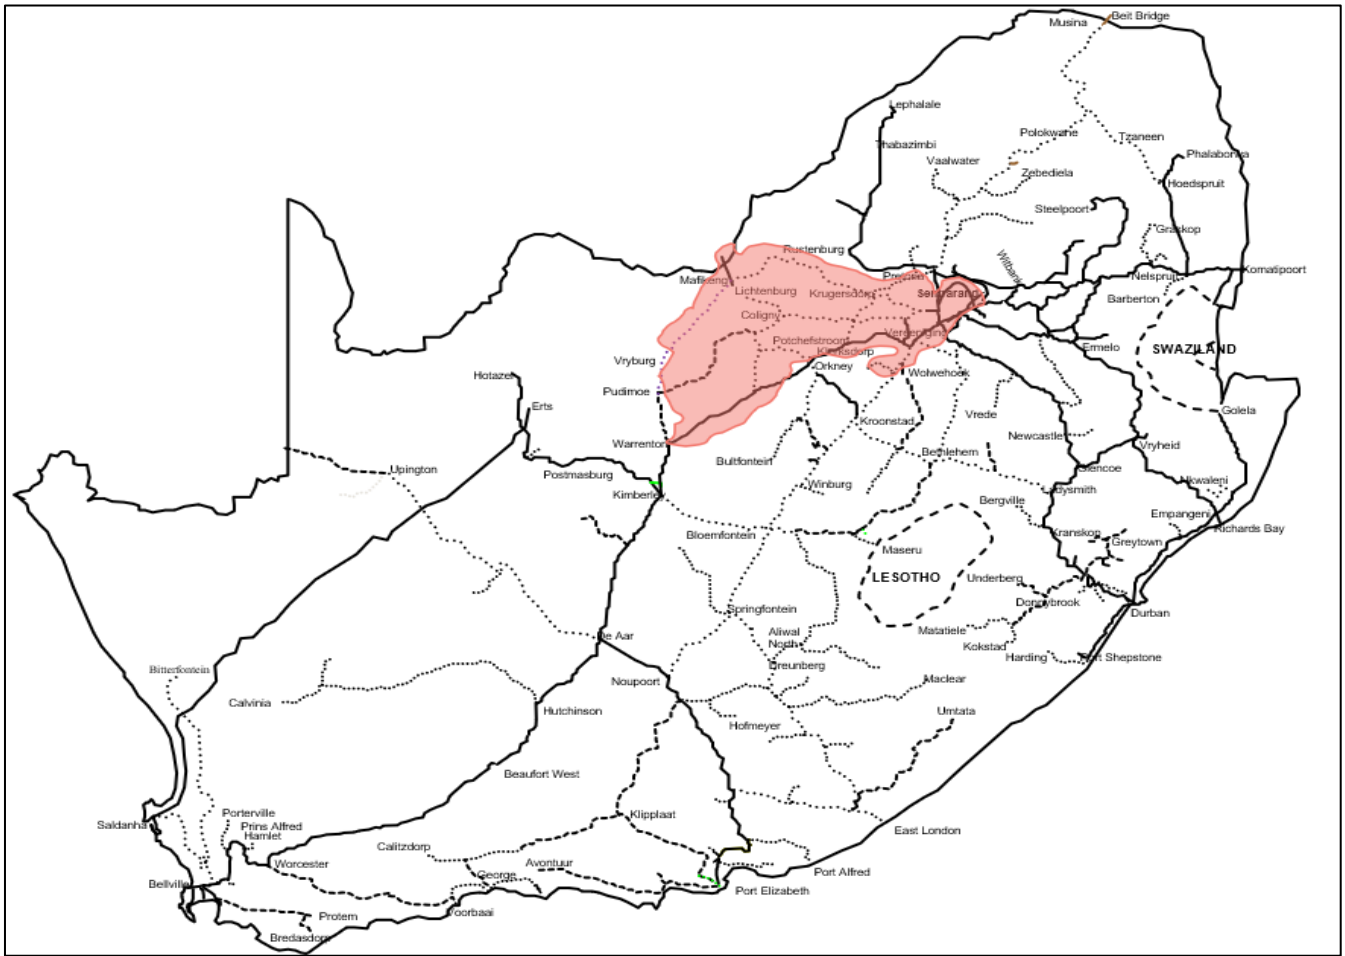 Beit Bridge
Musina
Lephalale
Polokwane
Tzaneen
Thabazimbi
Vaalwater
Phalaborwa
Zebediela
Hoedspruit
Steelpoort
Graskop
Rustenburg
Witbank
Komatipoort
Mafikeng
Nelspruit
Lichtenburg
Krugersdorp
Sentrarand
Barberton
Coligny
Vereeniging
Potchefstroom
Ermelo
SWAZILAND
Klerksdorp
Vryburg
Orkney
Wolwehoek
Hotazel
Pudimoe
Erts
Golela
Kroonstad
Vrede
Newcastle
Warrenton
Vryheid
Bethlehem
Bultfontein
Glencoe
Upington
Postmasburg
Winburg
Nkwaleni
Ladysmith
Kimberley
Bergville
Empangeni
Richards Bay
Bloemfontein
Kranskop
Greytown
Maseru
LESOTHO
Underberg
Donnybrook
Springfontein
Durban
Aliwal
North
Matatiele
De Aar
Kokstad
Harding
Port Shepstone
Dreunberg
Bitterfontein
Noupoort
Maclear
Calvinia
Hutchinson
Umtata
Hofmeyer
Beaufort West
Porterville
Klipplaat
Saldanha
Prins Alfred
Hamlet
East London
Calitzdorp
Worcester
Avontuur
George
Port Alfred
Bellville
Port Elizabeth
Voorbaai
Protem
Bredasdorp